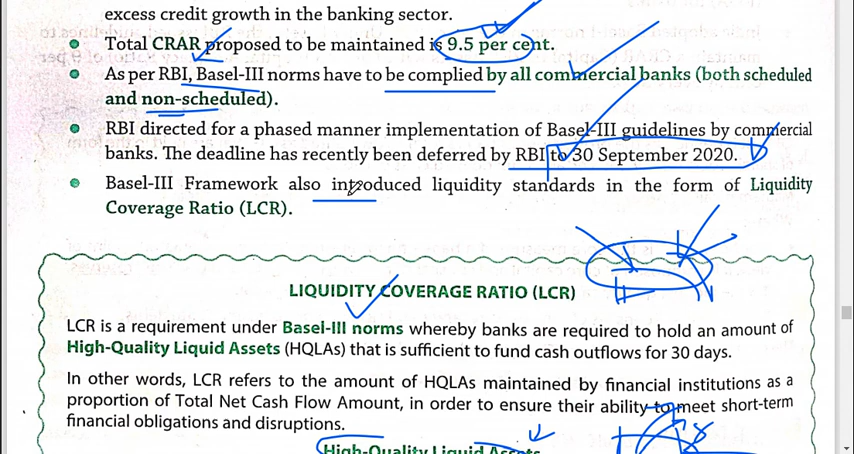 excess credit growth in the banking sector.
• Total CRAR proposed to be maintained is 9.5 per cent.
• As per RBI, Basel-III norms have to be complied by all commercial banks (both scheduled
and non-scheduled).
• RBI directed for a phased manner implementation of Basel-III guidelines by commercial
banks. The deadline has recently been deferred by RBI to 30 September 2020.
• Basel-III Framework also introduced liquidity standards in the form of Liquidity
Coverage Ratio (LCR).
LIQUIDITY COVERAGE RATIO (LCR)
LCR is a requirement under Basel-III norms whereby banks are required to hold an amount of
High-Quality Liquid Assets (HQLAs) that is sufficient to fund cash outflows for 30 days.
In other words, LCR refers to the amount of HQLAs maintained by financial institutions as a
proportion of Total Net Cash Flow Amount, in order to ensure their ability to meet short-term
financial obligations and disruptions.
High-Quality Liquid Assets